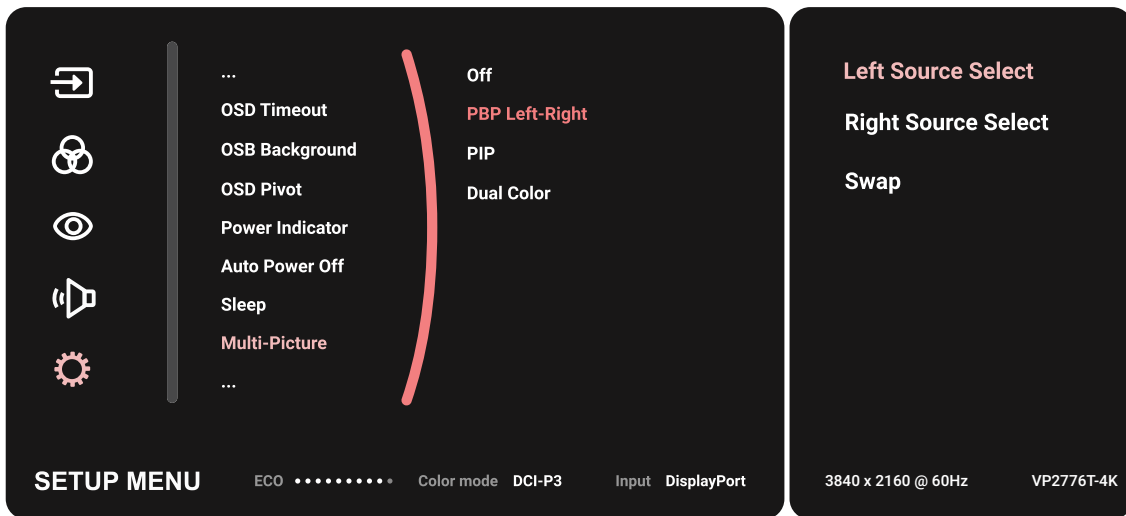 ...
OSD Timeout
OSB Background
OSD Pivot
Power Indicator
Auto Power Off
Sleep
Multi-Picture
...
Off
PBP Left-Right
PIP
Dual Color
Left Source Select
Right Source Select
Swap
SETUP MENU
ECO
Color mode DCI-P3
Input DisplayPort
3840 x 2160 @ 60Hz
VP2776T-4K